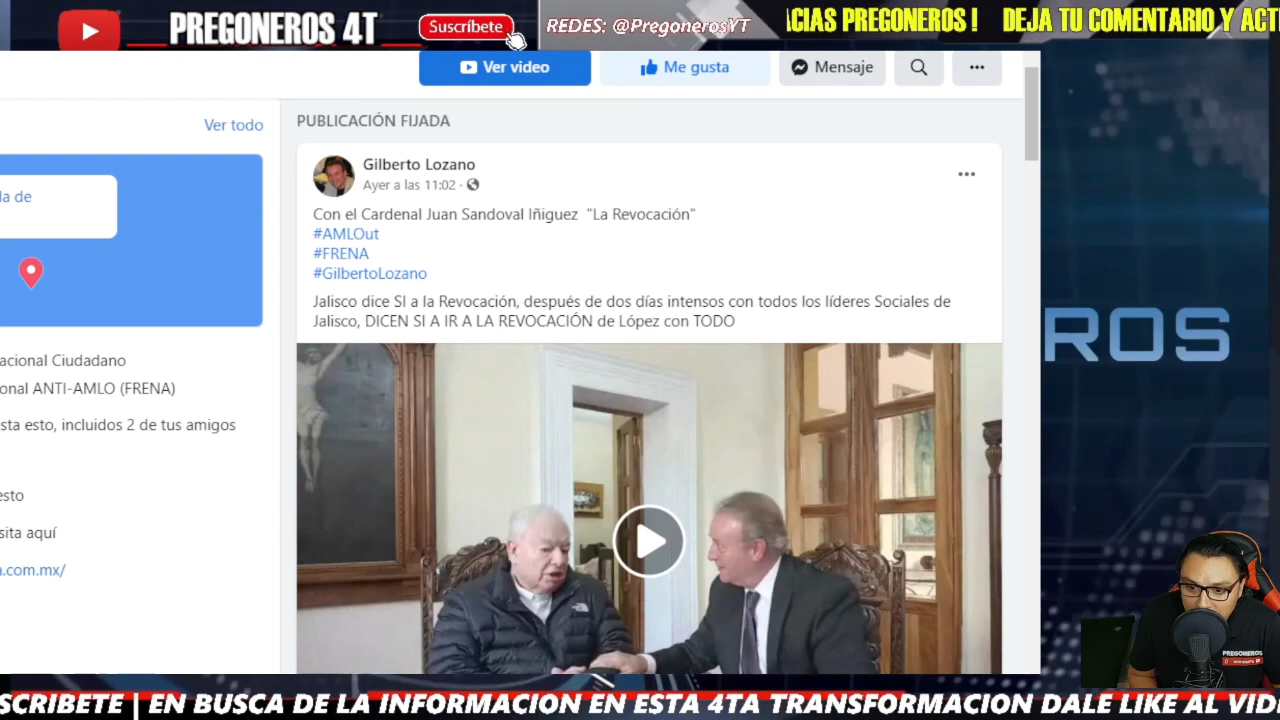 PREGONEROS 4T
Suscríbete
REDES: @PregonerosYT
ACIAS PREGONEROS ! DEJA TU COMENTARIO Y ACTI
Ver video
Me gusta
Mensaje
Ver todo
PUBLICACIÓN FIJADA
Gilberto Lozano
Ayer a las 11:02 ·
Con el Cardenal Juan Sandoval Iñiguez "La Revocación"
#AMLOut
#FRENA
#GilbertoLozano
Jalisco dice SI a la Revocación, después de dos días intensos con todos los líderes Sociales de
Jalisco, DICEN SI A IR A LA REVOCACIÓN de López con TODO
da de
acional Ciudadano
onal ANTI-AMLO (FRENA)
sta esto, incluidos 2 de tus amigos
esto
sita aquí
a.com.mx/
ROS
PREGONEROS
SCRIBETE | EN BUSCA DE LA INFORMACION EN ESTA 4TA TRANSFORMACION DALE LIKE AL VID